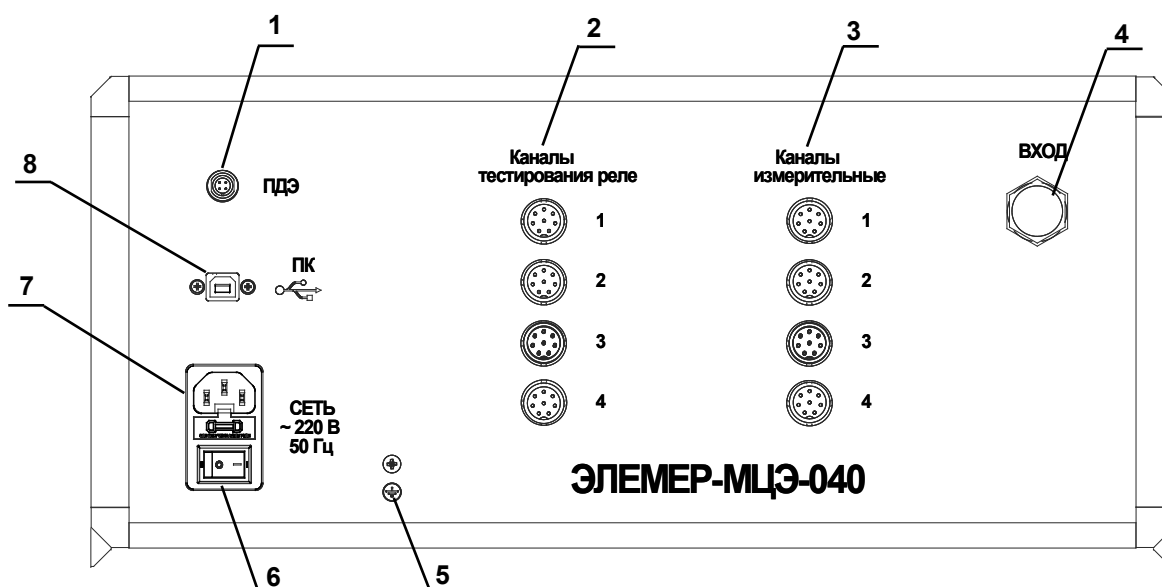 1
2
3
4
8
7
ПДЭ
ПК
СЕТЬ
~ 220 В
50 Гц
Каналы
тестирования реле
1
2
3
4
Каналы
измерительные
1
2
3
4
ВХОД
ЭЛЕМЕР-МЦЭ-040
6
5